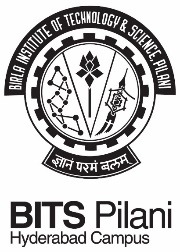 BIRLA INSTITUTE OF TECHNOLOGY & SCIENCE, PILANI
ज्ञानं परमं बलम्
BITS Pilani
Hyderabad Campus